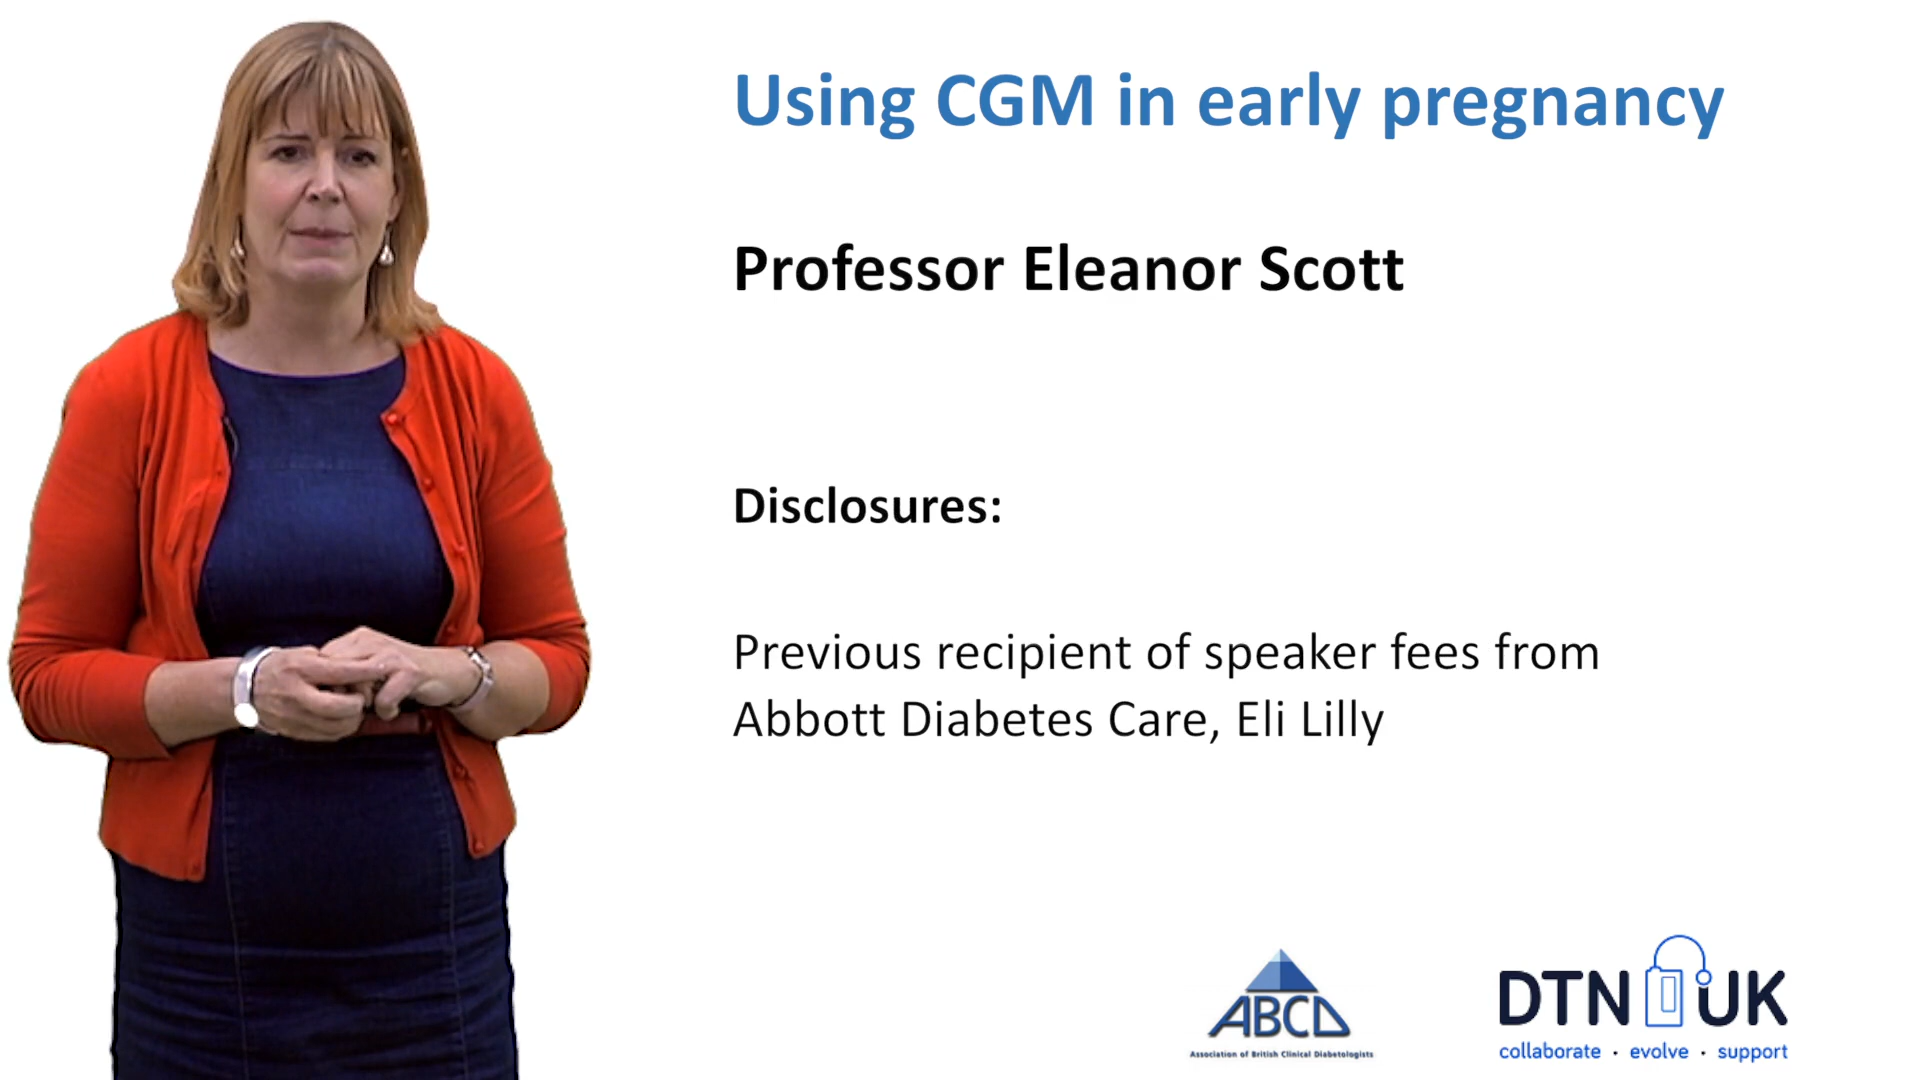 Using CGM in early pregnancy
Professor Eleanor Scott
Disclosures:
Previous recipient of speaker fees from
Abbott Diabetes Care, Eli Lilly
ABCD
Association of British Clinical Diabetologists
DTN UK
collaborate · evolve · support